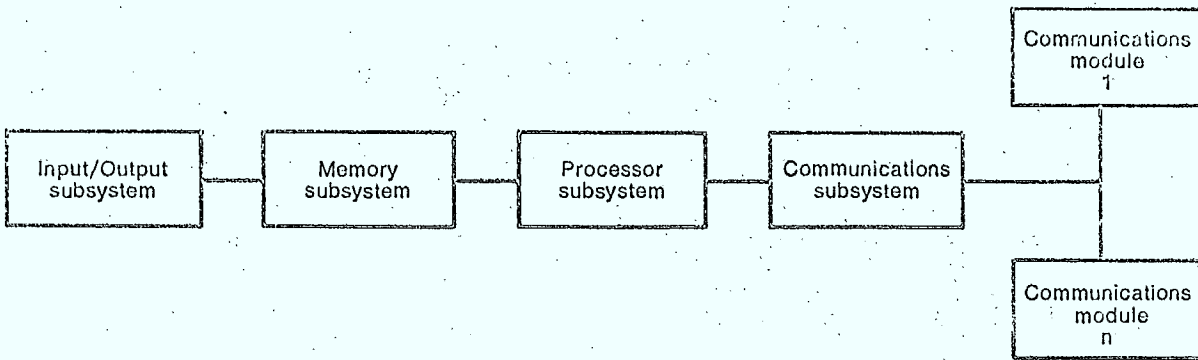 Communications
module
1
Input/Output
subsystem
Memory
subsystem
Processor
subsystem
Communications
subsystem
Communications
module
n